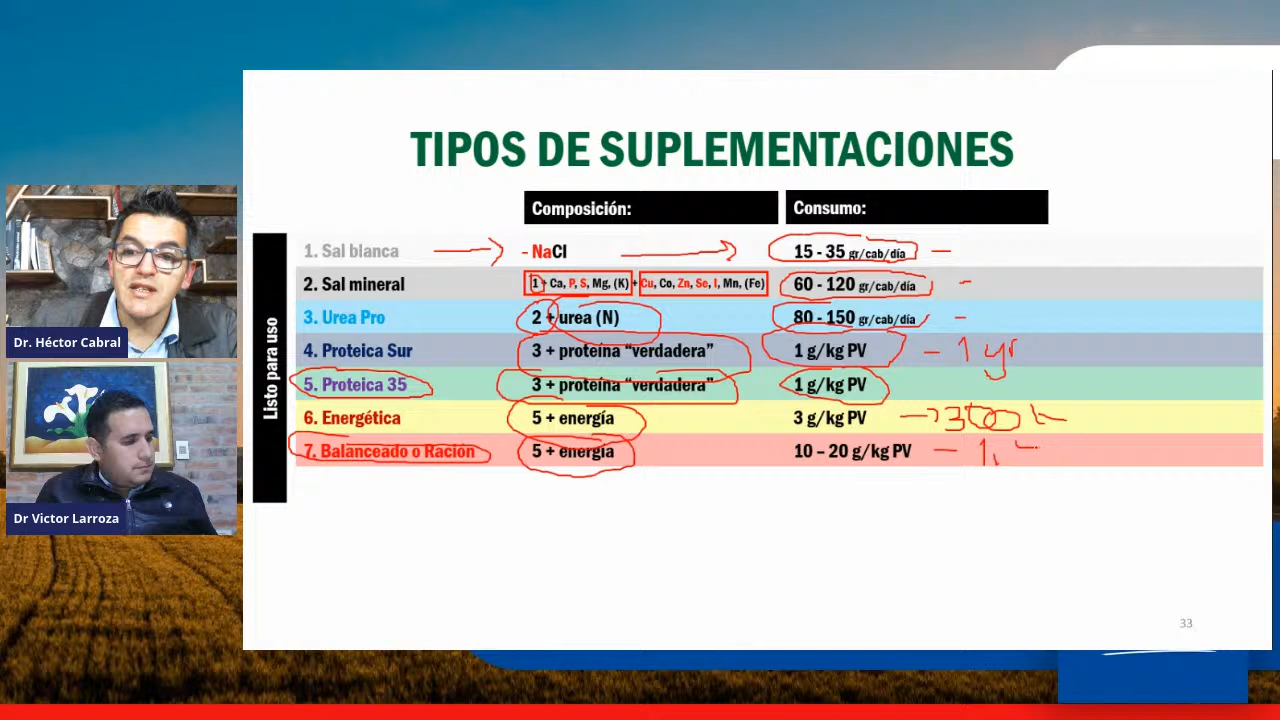 TIPOS DE SUPLEMENTACIONES
Composición: Consumo:
Listo para uso
1. Sal blanca - NaCl 15 - 35 gr/cab/día
2. Sal mineral 1 + Ca, P, S, Mg, (K) + Cu, Co, Zn, Se, I, Mn, (Fe) 60 - 120 gr/cab/día
3. Urea Pro 2 + urea (N) 80 - 150 gr/cab/día
4. Proteica Sur 3 + proteína “verdadera” 1 g/kg PV - 1 gr
5. Proteica 35 3 + proteína “verdadera” 1 g/kg PV
6. Energética 5 + energía 3 g/kg PV
7. Balanceado o Ración 5 + energía 10 – 20 g/kg PV
33
Dr. Héctor Cabral
Dr Victor Larroza